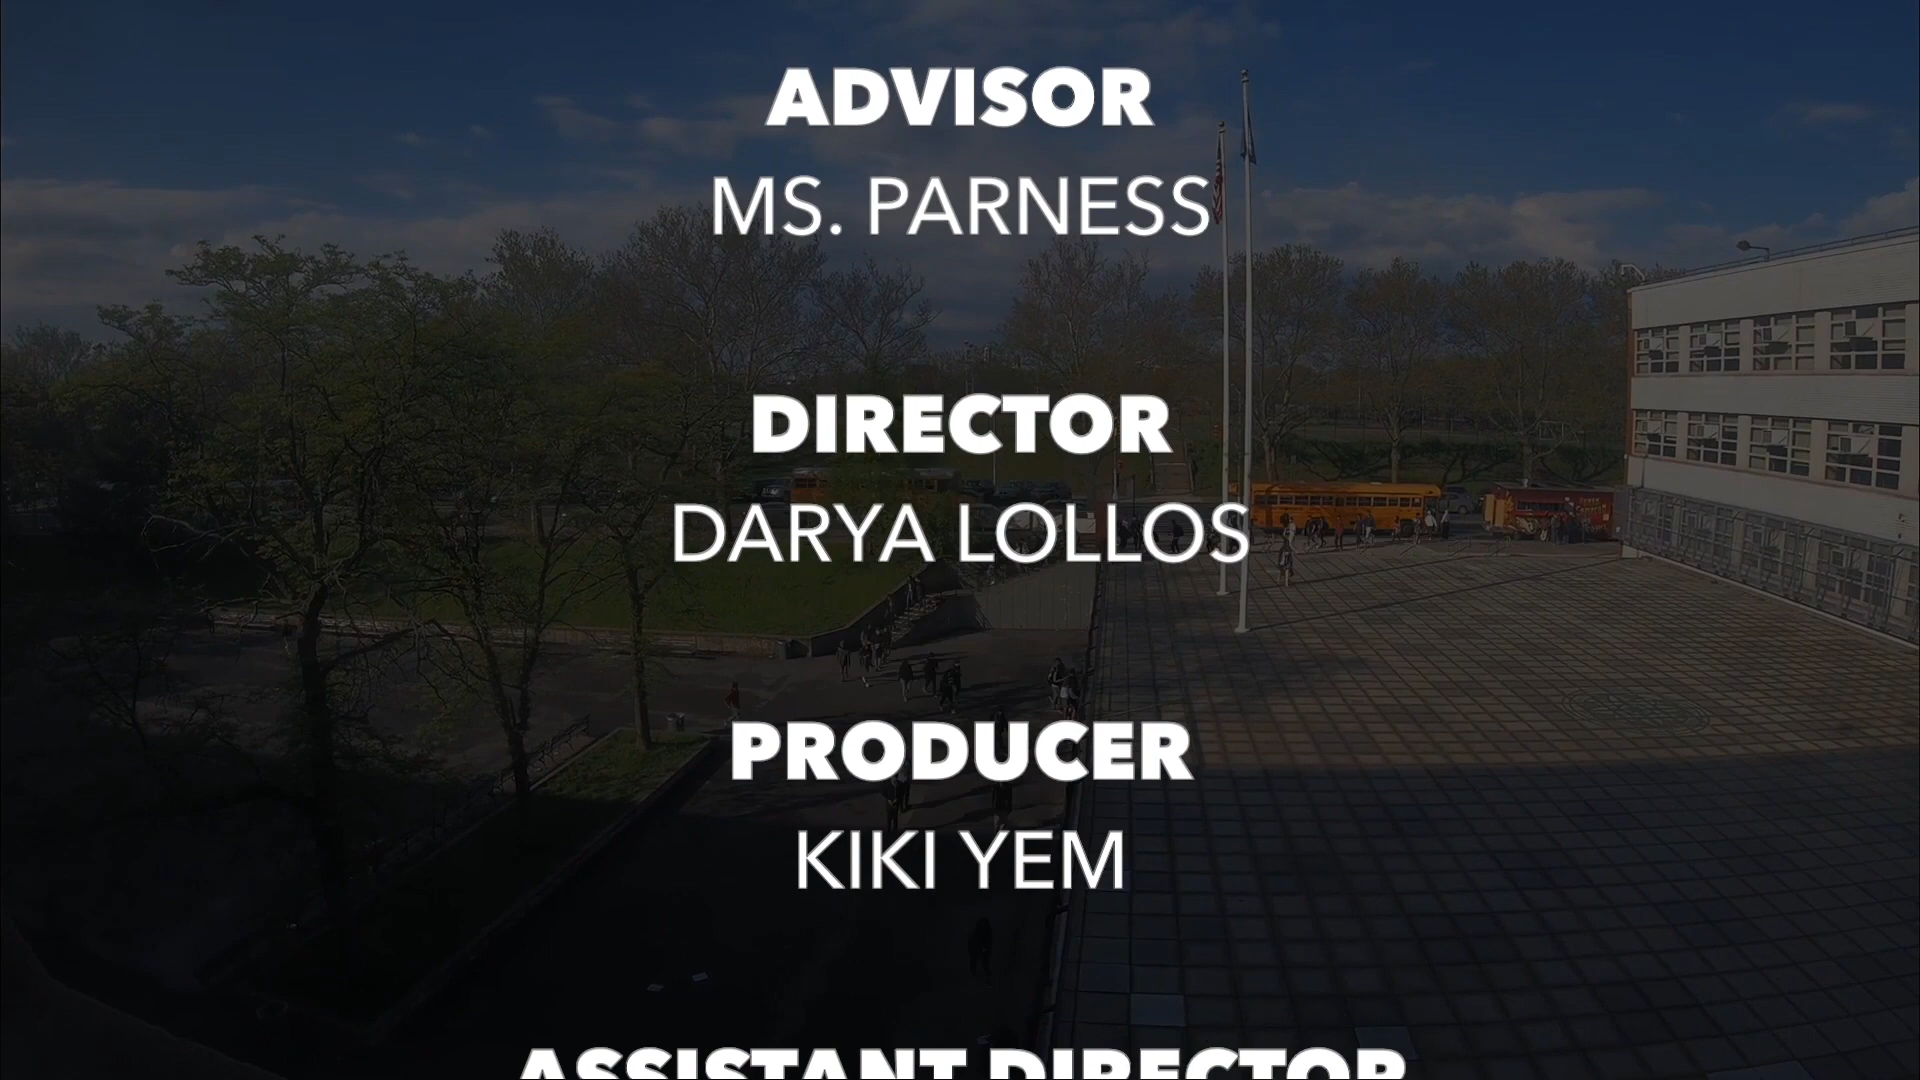 ADVISOR
MS. PARNESS
DIRECTOR
DARYA LOLLOS
PRODUCER
KIKI YEM
ASSISTANT DIRECTOR